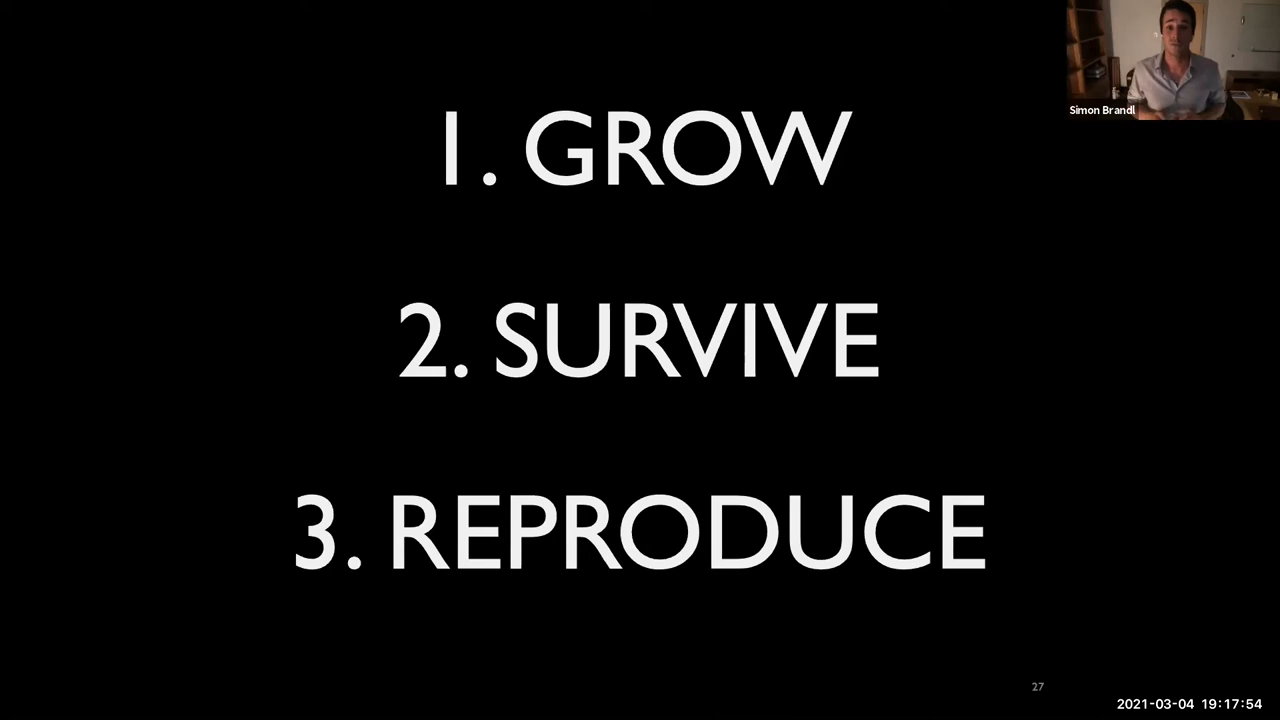 Simon Brandl
1. GROW
2. SURVIVE
3. REPRODUCE
27
2021-03-04 19:17:54